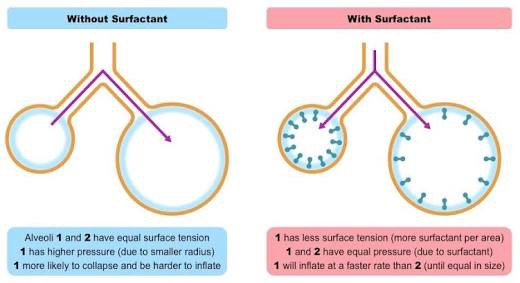 Without Surfactant
With Surfactant
Alveoli 1 and 2 have equal surface tension
1 has higher pressure (due to smaller radius)
1 more likely to collapse and be harder to inflate
1 has less surface tension (more surfactant per area)
1 and 2 have equal pressure (due to surfactant)
1 will inflate at a faster rate than 2 (until equal in size)